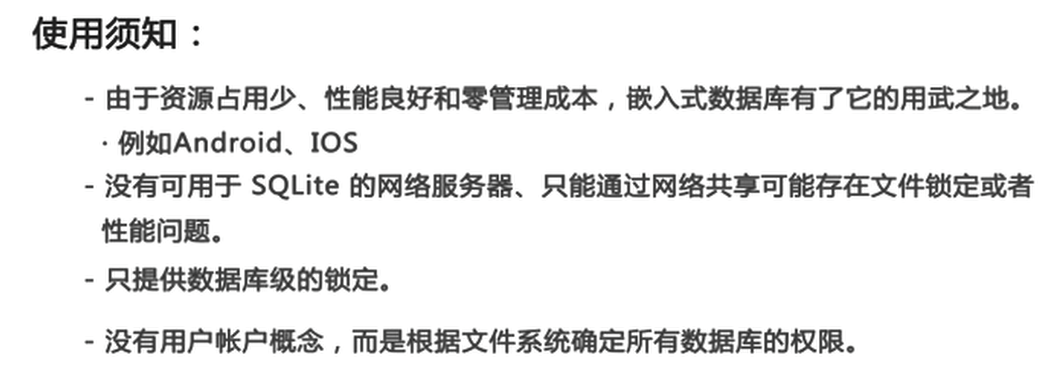 使用须知：
- 由于资源占用少、性能良好和零管理成本，嵌入式数据库有了它的用武之地。
· 例如Android、IOS
- 没有可用于 SQLite 的网络服务器、只能通过网络共享可能存在文件锁定或者
性能问题。
- 只提供数据库级的锁定。
- 没有用户帐户概念，而是根据文件系统确定所有数据库的权限。